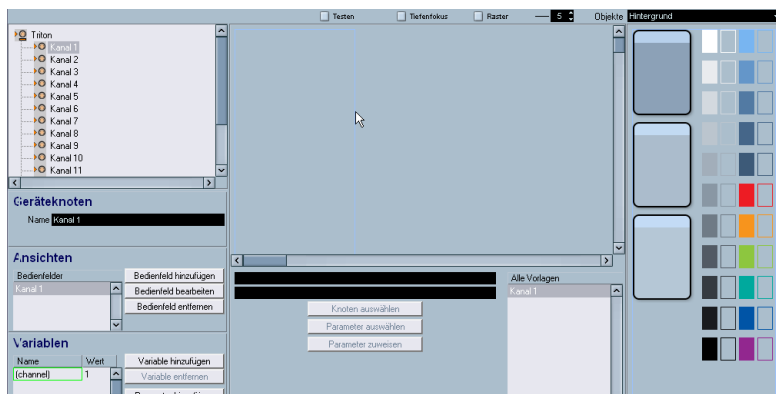 Testen Tiefenfokus Raster 5 Objekte Hintergrund
Triton
Kanal 1
Kanal 2
Kanal 3
Kanal 4
Kanal 5
Kanal 6
Kanal 7
Kanal 8
Kanal 9
Kanal 10
Kanal 11
Geräteknoten
Name Kanal 1
Ansichten
Bedienfelder
Kanal 1
Bedienfeld hinzufügen
Bedienfeld bearbeiten
Bedienfeld entfernen
Variablen
Name Wert
(channel) 1
Variable hinzufügen
Variable entfernen
Knoten auswählen
Parameter auswählen
Parameter zuweisen
Alle Vorlagen
Kanal 1